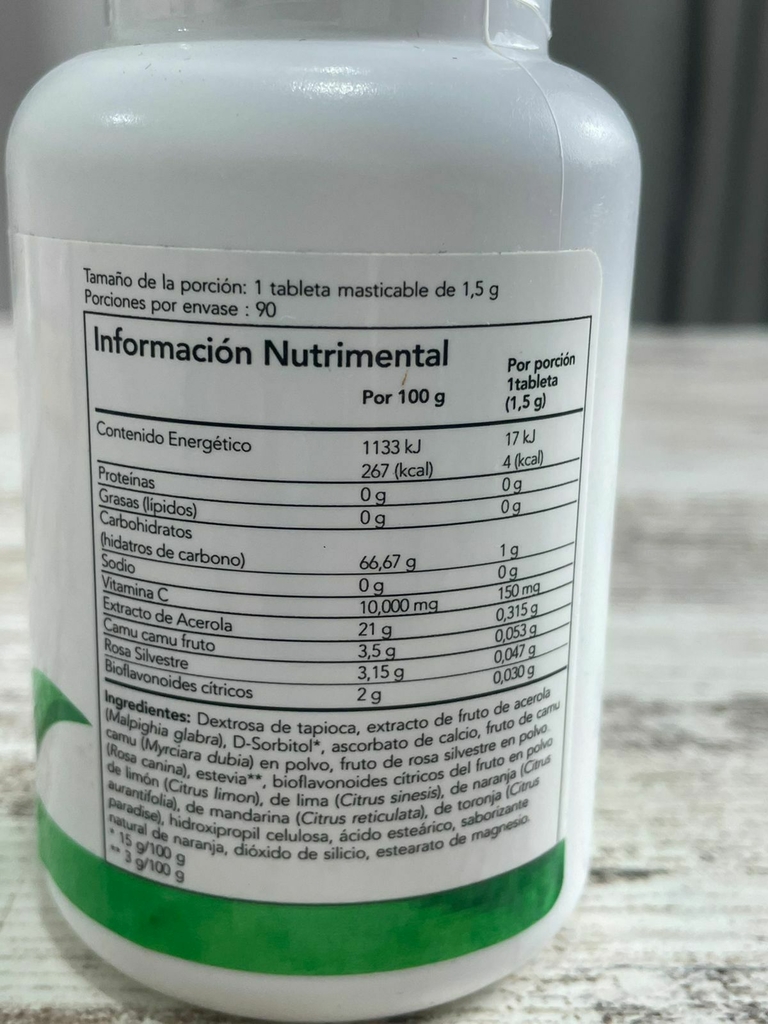 Tamaño de la porción: 1 tableta masticable de 1,5 g
Porciones por envase : 90
Información Nutrimental
Por 100 g
Por porción
1tableta
(1,5 g)
Contenido Energético 1133 kJ 17 kJ
267 (kcal) 4 (kcal)
Proteínas 0 g 0 g
Grasas (lípidos) 0 g 0 g
Carbohidratos
(hidratos de carbono) 66,67 g 1 g
Sodio 0 g 0 g
Vitamina C 10,000 mg 150 mg
Extracto de Acerola 21 g 0,315 g
Camu camu fruto 3,5 g 0,053 g
Rosa Silvestre 3,15 g 0,047 g
Bioflavonoides cítricos 2 g 0,030 g
Ingredientes: Dextrosa de tapioca, extracto de fruto de acerola
(Malpighia glabra), D-Sorbitol*, ascorbato de calcio, fruto de camu
camu (Myrciara dubia) en polvo, fruto de rosa silvestre en polvo
(Rosa canina), estevia**, bioflavonoides cítricos del fruto en polvo
de limón (Citrus limon), de lima (Citrus sinesis), de naranja (Citrus
aurantifolia), de mandarina (Citrus reticulata), de toronja (Citrus
paradise), hidroxipropil celulosa, ácido esteárico, saborizante
natural de naranja, dióxido de silicio, estearato de magnesio.
* 15 g/100 g
** 3 g/100 g